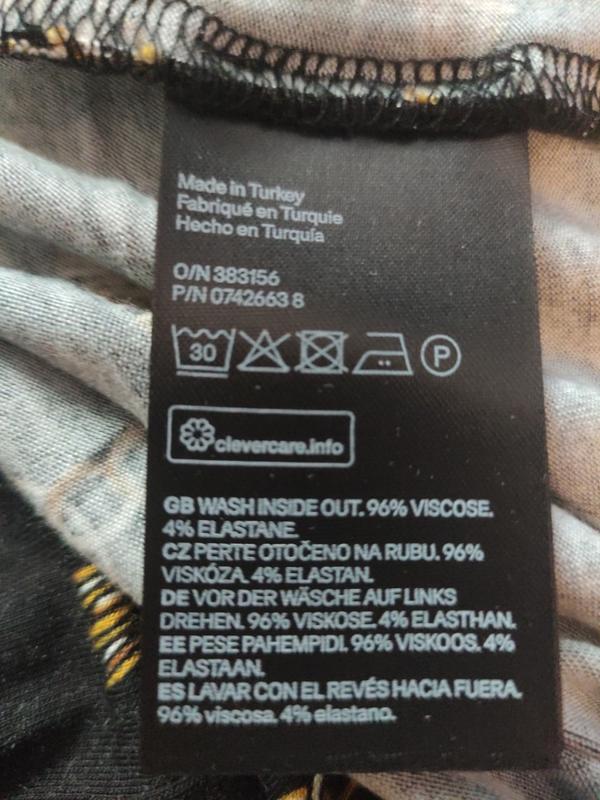 Made in Turkey
Fabriqué en Turquie
Hecho en Turquía
O/N 383156
P/N 0742663 8
30
P
clevercare.info
GB WASH INSIDE OUT. 96% VISCOSE.
4% ELASTANE.
CZ PERTE OTOČENO NA RUBU. 96%
VISKÓZA. 4% ELASTAN.
DE VOR DER WÄSCHE AUF LINKS
DREHEN. 96% VISKOSE. 4% ELASTHAN.
EE PESE PAHEMPIDI. 96% VISKOOS. 4%
ELASTAAN.
ES LAVAR CON EL REVÉS HACIA FUERA.
96% viscosa. 4% elastano.